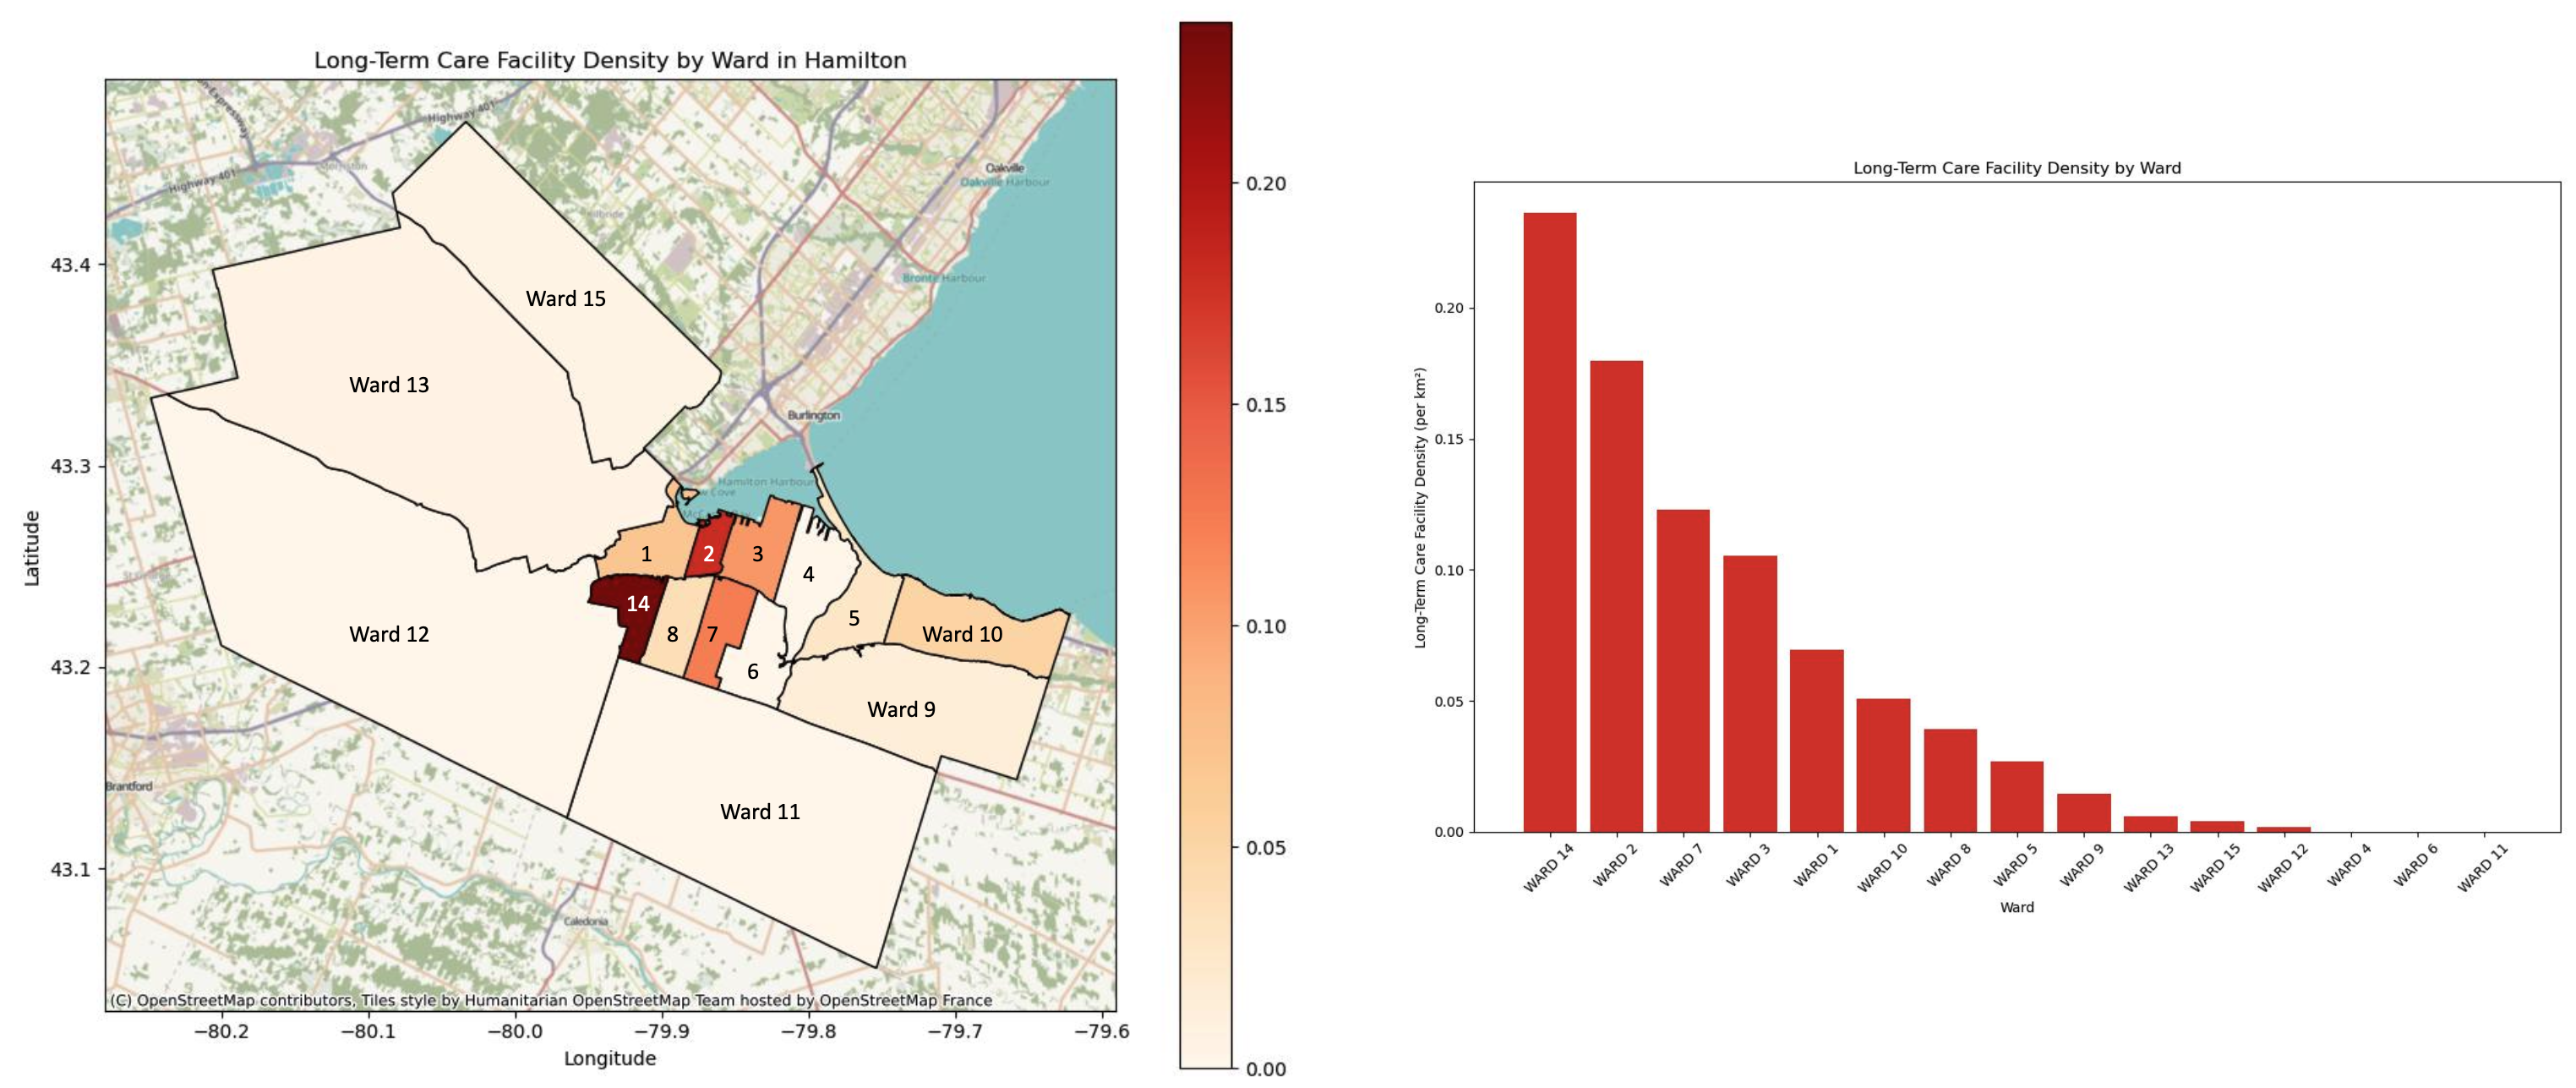 Long-Term Care Facility Density by Ward in Hamilton
Highway 401
Highway 401
Morriston
Oakville
Oakville Harbour
Bronte Harbour
Burlington
Hamilton Harbour
Brantford
Caledonia
Ward 15
Ward 13
Ward 12
1
2
3
4
14
8
7
5
6
Ward 10
Ward 9
Ward 11
(C) OpenStreetMap contributors, Tiles style by Humanitarian OpenStreetMap Team hosted by OpenStreetMap France
43.4
43.3
43.2
43.1
Latitude
−80.2
−80.1
−80.0
−79.9
−79.8
−79.7
−79.6
Longitude
0.20
0.15
0.10
0.05
0.00
Long-Term Care Facility Density by Ward
Long-Term Care Facility Density (per km²)
0.20
0.15
0.10
0.05
0.00
WARD 14
WARD 2
WARD 7
WARD 3
WARD 1
WARD 10
WARD 8
WARD 5
WARD 9
WARD 13
WARD 15
WARD 12
WARD 4
WARD 6
WARD 11
Ward